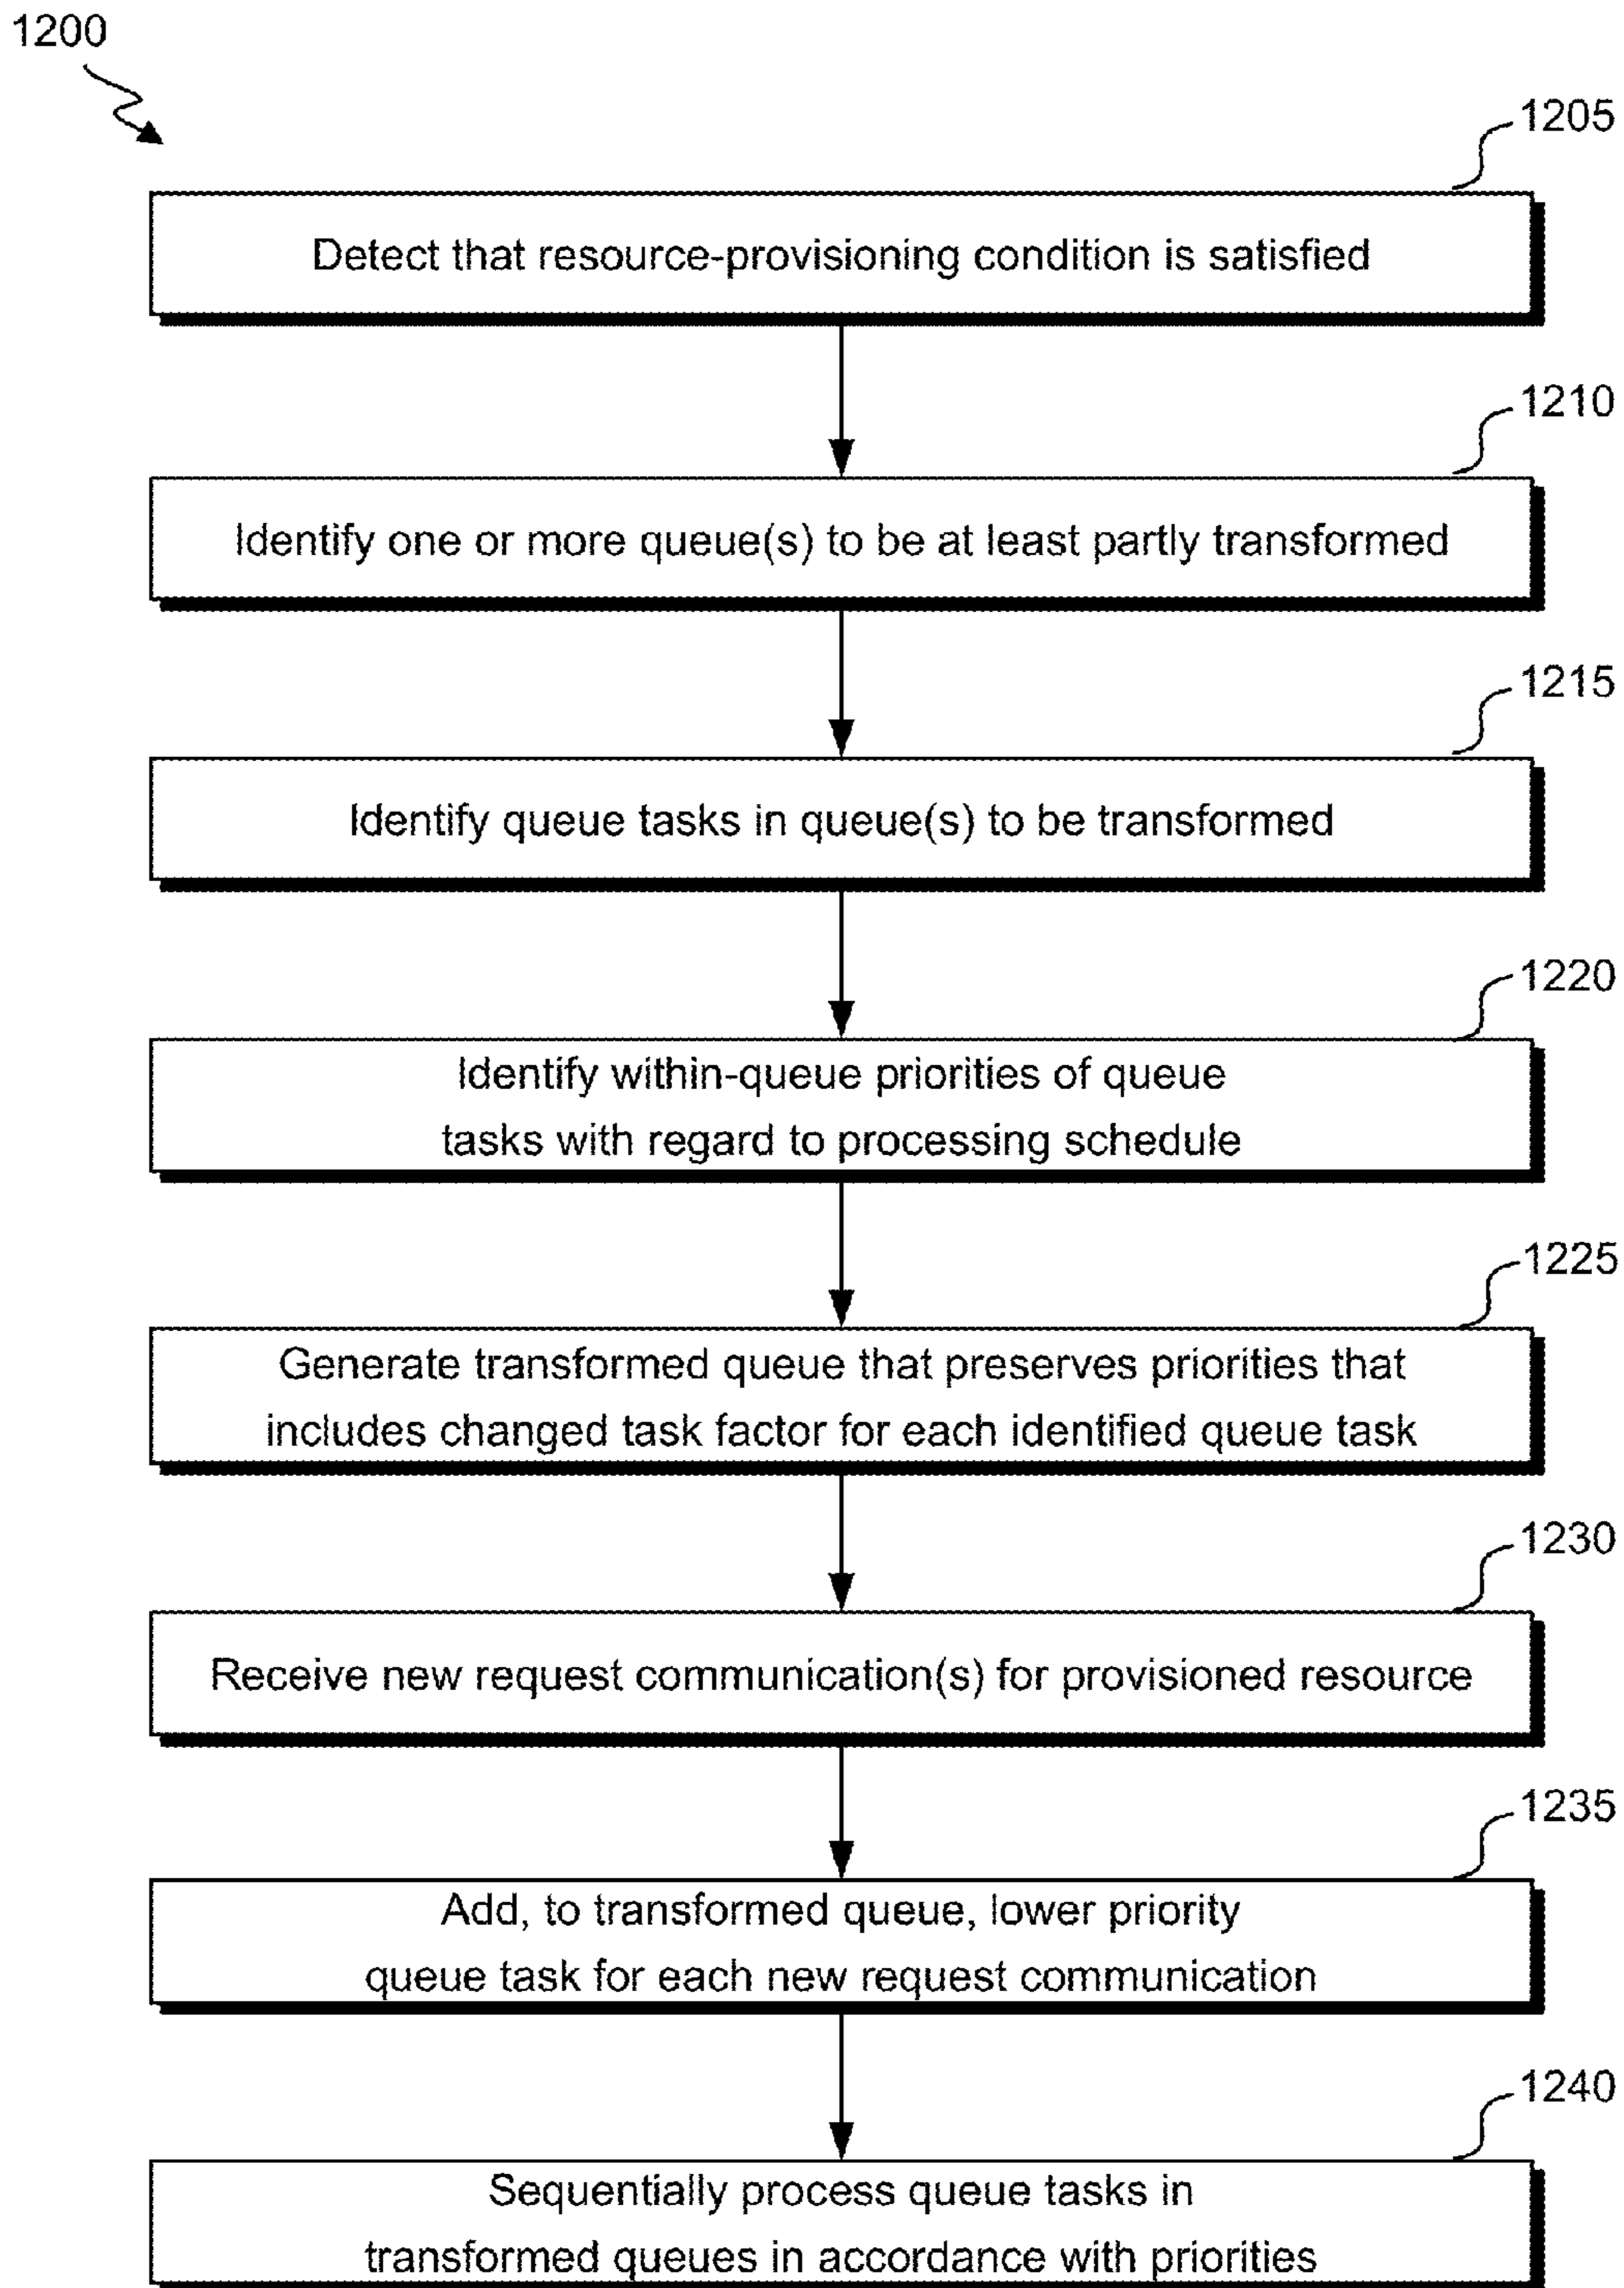 1200
1205
Detect that resource-provisioning condition is satisfied
1210
Identify one or more queue(s) to be at least partly transformed
1215
Identify queue tasks in queue(s) to be transformed
1220
Identify within-queue priorities of queue
tasks with regard to processing schedule
1225
Generate transformed queue that preserves priorities that
includes changed task factor for each identified queue task
1230
Receive new request communication(s) for provisioned resource
1235
Add, to transformed queue, lower priority
queue task for each new request communication
1240
Sequentially process queue tasks in
transformed queues in accordance with priorities